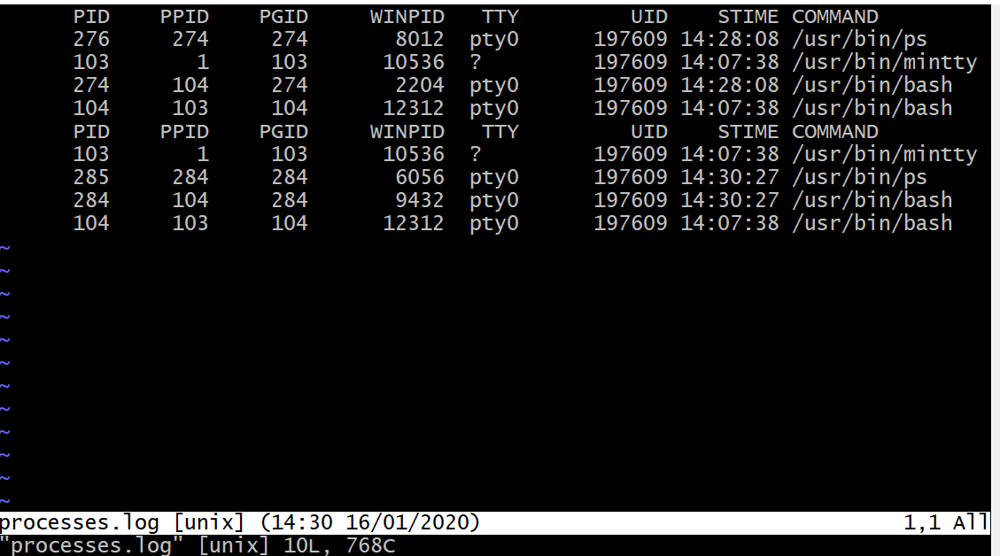 PID PPID PGID WINPID TTY UID STIME COMMAND
276 274 274 8012 pty0 197609 14:28:08 /usr/bin/ps
103 1 103 10536 ? 197609 14:07:38 /usr/bin/mintty
274 104 274 2204 pty0 197609 14:28:08 /usr/bin/bash
104 103 104 12312 pty0 197609 14:07:38 /usr/bin/bash
PID PPID PGID WINPID TTY UID STIME COMMAND
103 1 103 10536 ? 197609 14:07:38 /usr/bin/mintty
285 284 284 6056 pty0 197609 14:30:27 /usr/bin/ps
284 104 284 9432 pty0 197609 14:30:27 /usr/bin/bash
104 103 104 12312 pty0 197609 14:07:38 /usr/bin/bash
~
~
~
~
~
~
~
~
~
~
~
~
processes.log [unix] (14:30 16/01/2020) 1,1 All
"processes.log" [unix] 10L, 768C